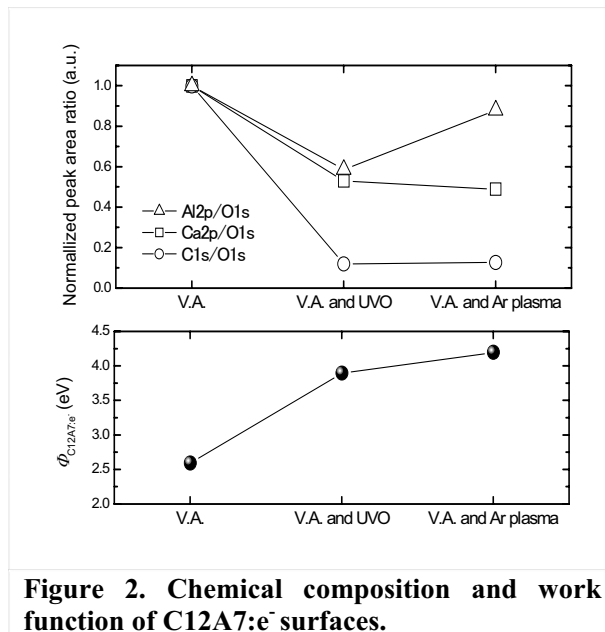 Normallized peak area ratio (a.u.)
1.0
0.8
0.6
0.4
0.2
0.0
Al2p/O1s
Ca2p/O1s
C1s/O1s
V.A.
V.A. and UVO
V.A. and Ar plasma
ΦC12A7:e- (eV)
4.5
4.0
3.5
3.0
2.5
2.0
V.A.
V.A. and UVO
V.A. and Ar plasma
Figure 2. Chemical composition and work
function of C12A7:e- surfaces.